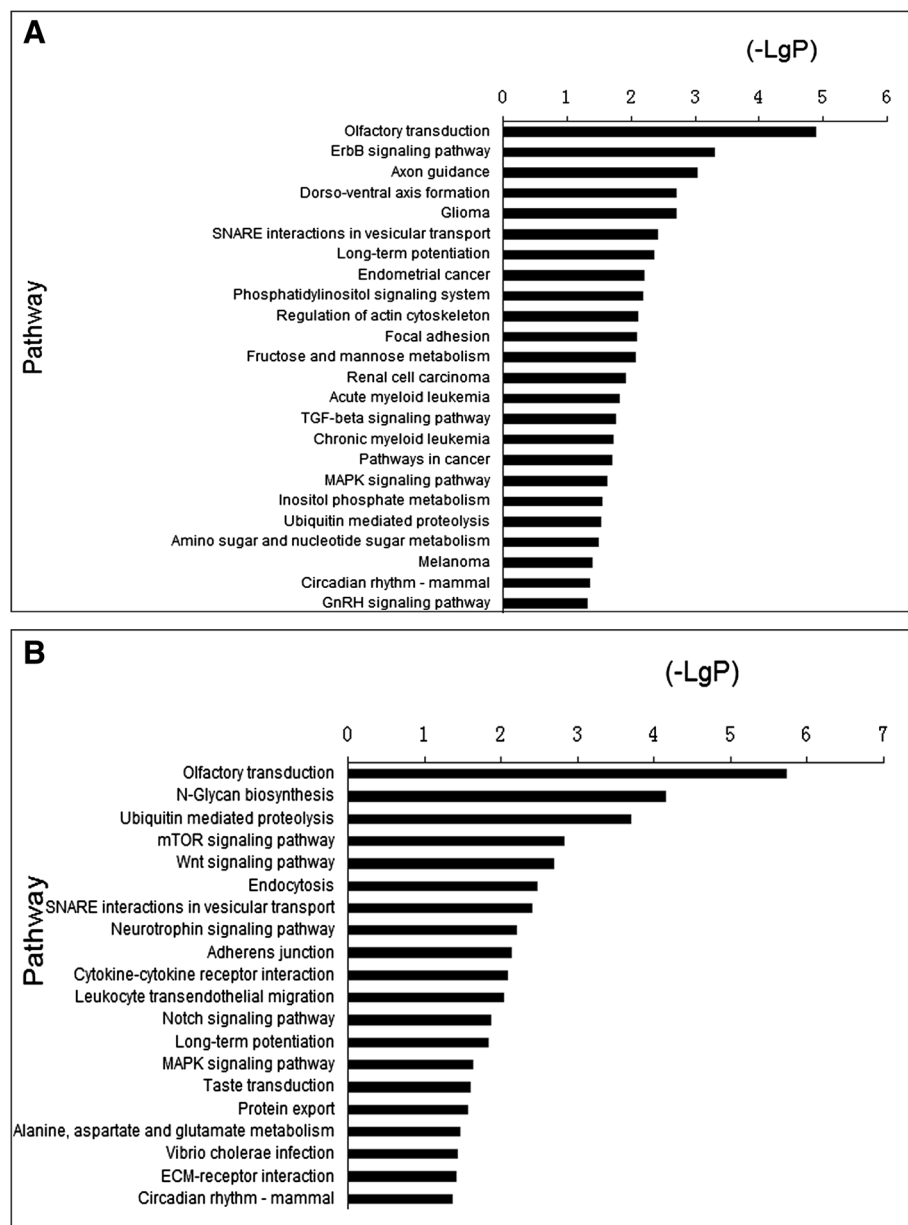 A
(-LgP)
0 1 2 3 4 5 6
Pathway
Olfactory transduction
ErbB signaling pathway
Axon guidance
Dorso-ventral axis formation
Glioma
SNARE interactions in vesicular transport
Long-term potentiation
Endometrial cancer
Phosphatidylinositol signaling system
Regulation of actin cytoskeleton
Focal adhesion
Fructose and mannose metabolism
Renal cell carcinoma
Acute myeloid leukemia
TGF-beta signaling pathway
Chronic myeloid leukemia
Pathways in cancer
MAPK signaling pathway
Inositol phosphate metabolism
Ubiquitin mediated proteolysis
Amino sugar and nucleotide sugar metabolism
Melanoma
Circadian rhythm - mammal
GnRH signaling pathway
B
(-LgP)
0 1 2 3 4 5 6 7
Pathway
Olfactory transduction
N-Glycan biosynthesis
Ubiquitin mediated proteolysis
mTOR signaling pathway
Wnt signaling pathway
Endocytosis
SNARE interactions in vesicular transport
Neurotrophin signaling pathway
Adherens junction
Cytokine-cytokine receptor interaction
Leukocyte transendothelial migration
Notch signaling pathway
Long-term potentiation
MAPK signaling pathway
Taste transduction
Protein export
Alanine, aspartate and glutamate metabolism
Vibrio cholerae infection
ECM-receptor interaction
Circadian rhythm - mammal